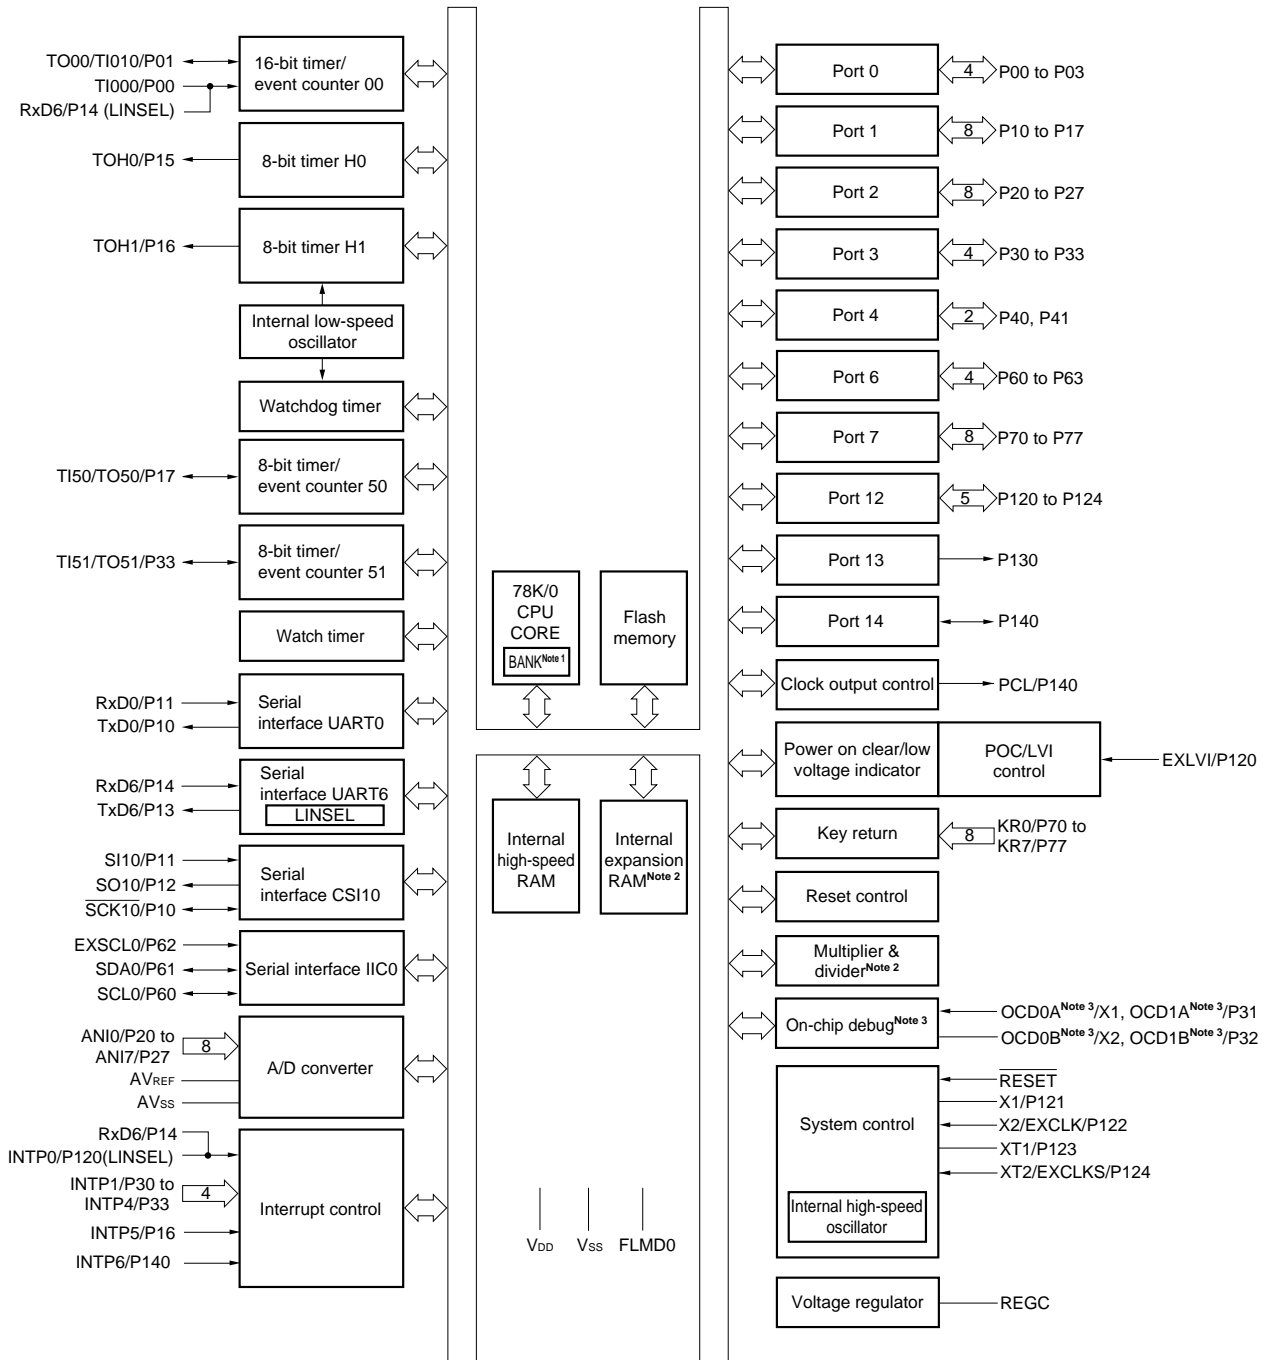 TO00/TI010/P01
TI000/P00
RxD6/P14 (LINSEL)
16-bit timer/
event counter 00
TOH0/P15
8-bit timer H0
TOH1/P16
8-bit timer H1
Internal low-speed
oscillator
Watchdog timer
TI50/TO50/P17
8-bit timer/
event counter 50
TI51/TO51/P33
8-bit timer/
event counter 51
Watch timer
RxD0/P11
TxD0/P10
Serial
interface UART0
RxD6/P14
TxD6/P13
Serial
interface UART6
LINSEL
SI10/P11
SO10/P12
SCK10/P10
Serial
interface CSI10
EXSCL0/P62
SDA0/P61
SCL0/P60
Serial interface IIC0
ANI0/P20 to
ANI7/P27
8
AVREF
AVSS
A/D converter
RxD6/P14
INTP0/P120(LINSEL)
INTP1/P30 to
INTP4/P33
4
INTP5/P16
INTP6/P140
Interrupt control
78K/0
CPU
CORE
BANKNote 1
Flash
memory
Internal
high-speed
RAM
Internal
expansion
RAMNote 2
VDD
VSS
FLMD0
Port 0
4
P00 to P03
Port 1
8
P10 to P17
Port 2
8
P20 to P27
Port 3
4
P30 to P33
Port 4
2
P40, P41
Port 6
4
P60 to P63
Port 7
8
P70 to P77
Port 12
5
P120 to P124
Port 13
P130
Port 14
P140
Clock output control
PCL/P140
Power on clear/low
voltage indicator
POC/LVI
control
EXLVI/P120
Key return
8
KR0/P70 to
KR7/P77
Reset control
Multiplier &
dividerNote 2
On-chip debugNote 3
OCD0ANote 3/X1, OCD1ANote 3/P31
OCD0BNote 3/X2, OCD1BNote 3/P32
System control
Internal high-speed
oscillator
RESET
X1/P121
X2/EXCLK/P122
XT1/P123
XT2/EXCLKS/P124
Voltage regulator
REGC